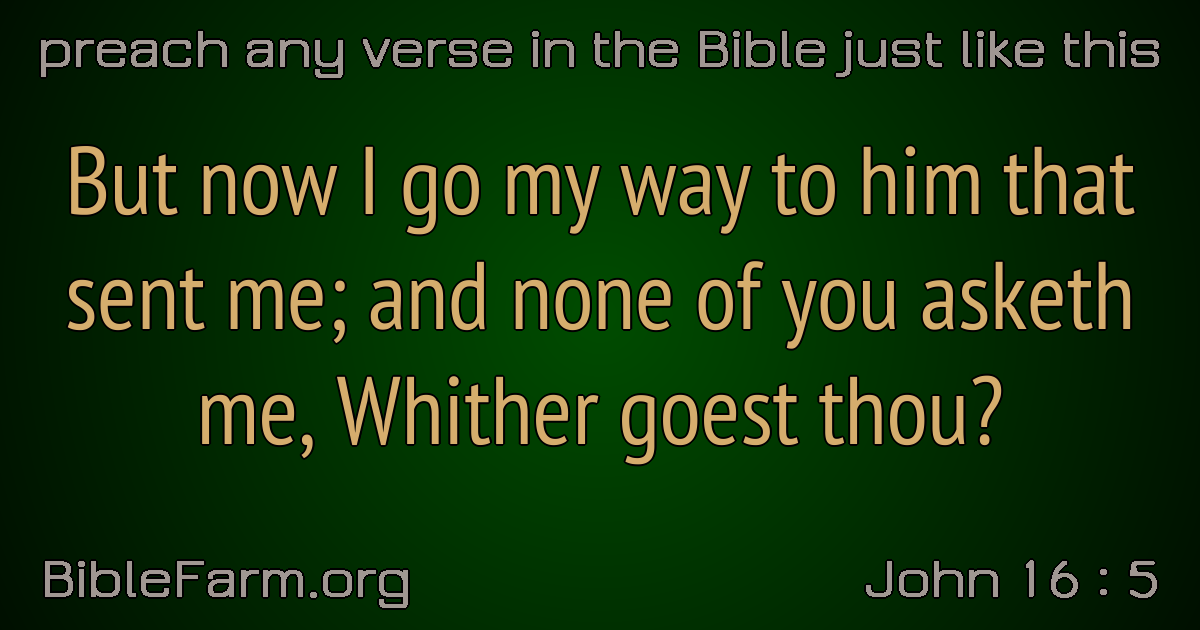 preach any verse in the Bible just like this
But now I go my way to him that
sent me; and none of you asketh
me, Whither goest thou?
BibleFarm.org
John 16 : 5